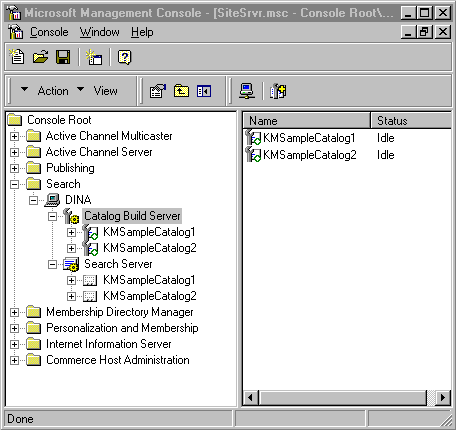 Microsoft Management Console - [SiteSrvr.msc - Console Root\...
Console Window Help
Action View
Console Root
Active Channel Multicaster
Active Channel Server
Publishing
Search
DINA
Catalog Build Server
KMSampleCatalog1
KMSampleCatalog2
Search Server
KMSampleCatalog1
KMSampleCatalog2
Membership Directory Manager
Personalization and Membership
Internet Information Server
Commerce Host Administration
Name Status
KMSampleCatalog1 Idle
KMSampleCatalog2 Idle
Done